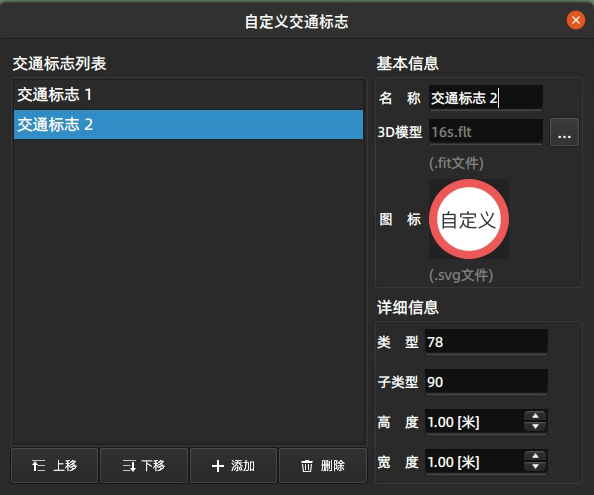 自定义交通标志
交通标志列表
交通标志 1
交通标志 2
上移
下移
添加
删除
基本信息
名 称 交通标志 2
3D模型 16s.flt ...
(.fit文件)
图 标 自定义
(.svg文件)
详细信息
类 型 78
子类型 90
高 度 1.00 [米]
宽 度 1.00 [米]